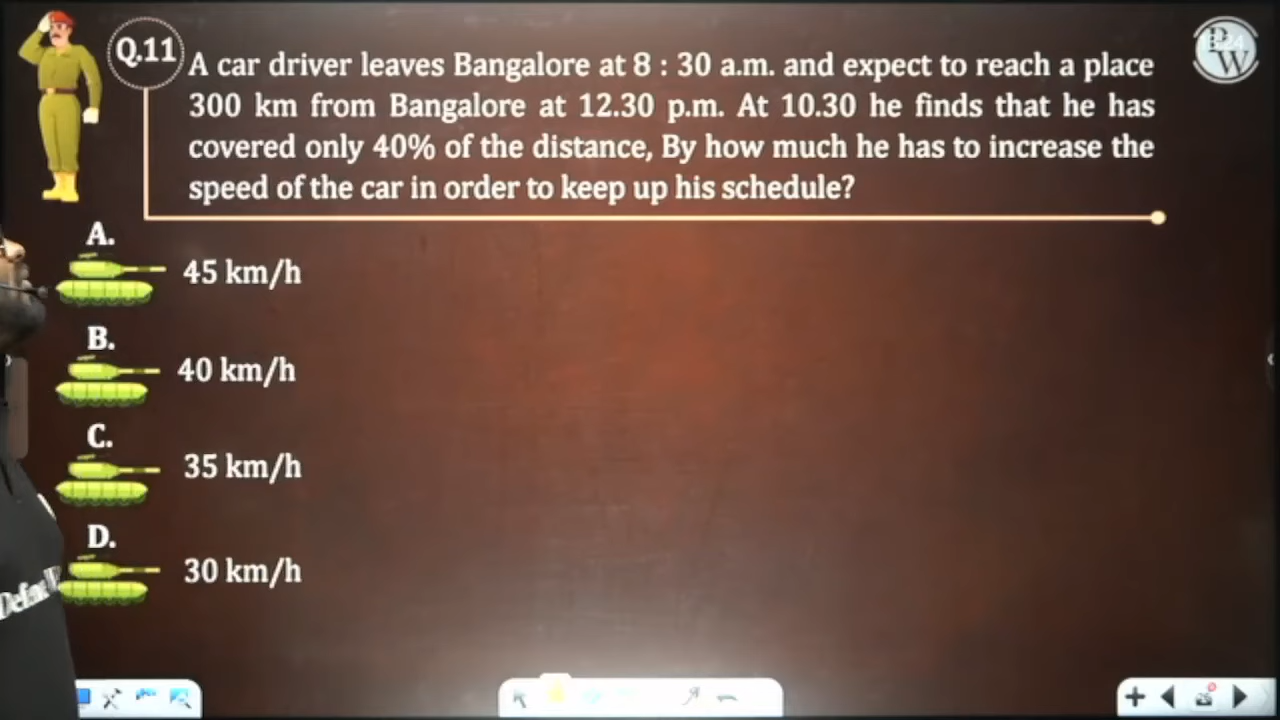 Q.11
A car driver leaves Bangalore at 8 : 30 a.m. and expect to reach a place
300 km from Bangalore at 12.30 p.m. At 10.30 he finds that he has
covered only 40% of the distance, By how much he has to increase the
speed of the car in order to keep up his schedule?
A.
45 km/h
B.
40 km/h
C.
35 km/h
D.
30 km/h
P
W